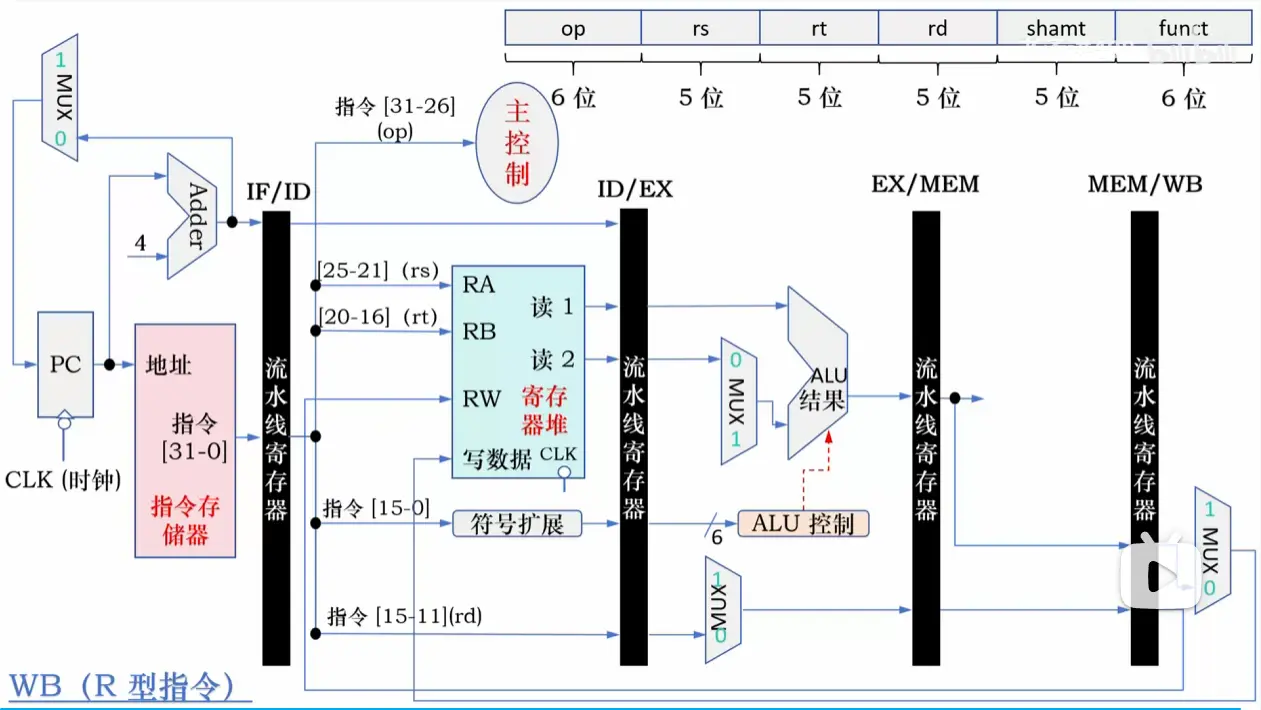 op rs rt rd shamt funct
6 位 5 位 5 位 5 位 5 位 6 位
1
MUX
0
指令 [31-26]
(op)
主控制
Adder
4
IF/ID
ID/EX
EX/MEM
MEM/WB
PC
CLK (时钟)
地址
指令
[31-0]
指令存
储器
流水线寄存器
[25-21]（rs）
[20-16]（rt）
RA
RB
RW
读 1
读 2
寄存
器堆
写数据 CLK
指令 [15-0]
符号扩展
指令 [15-11](rd)
流水线寄存器
0
MUX
1
ALU
结果
6
ALU 控制
1
MUX
0
流水线寄存器
流水线寄存器
1
MUX
0
WB（R 型指令）